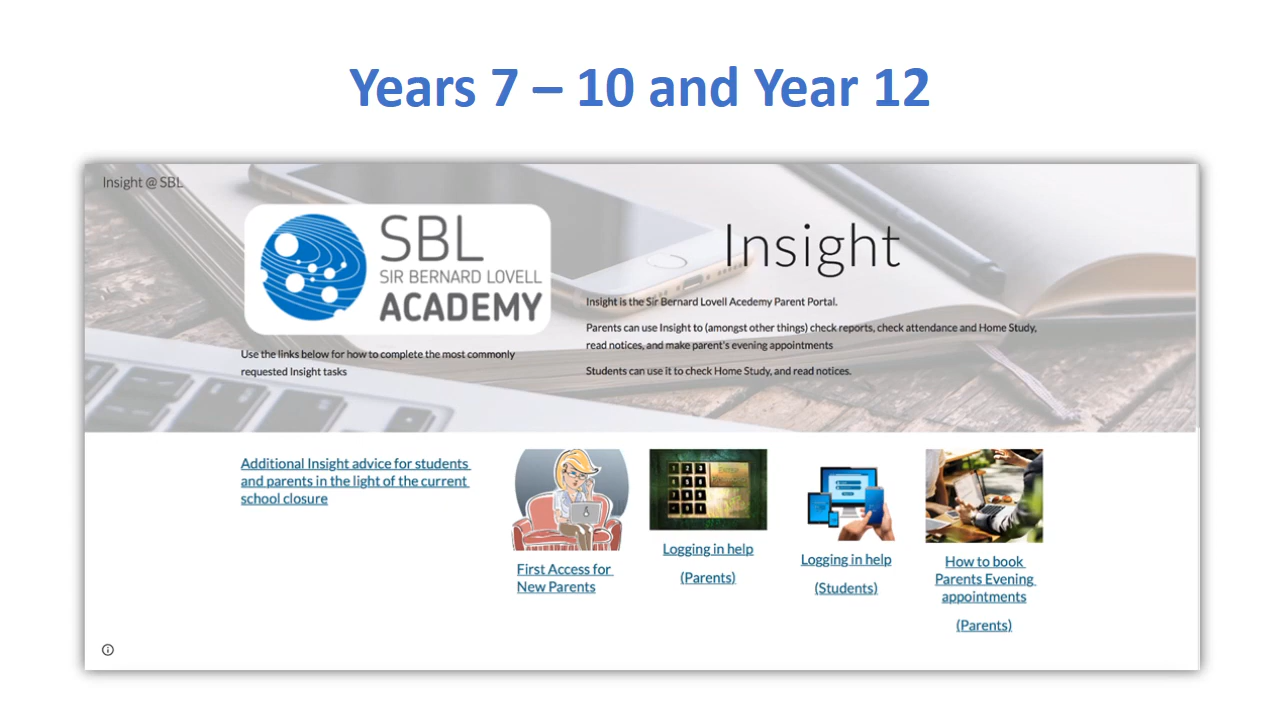 Years 7 – 10 and Year 12
Insight @ SBL
SBL
SIR BERNARD LOVELL
ACADEMY
Use the links below for how to complete the most commonly
requested Insight tasks
Insight
Insight is the Sir Bernard Lovell Acedemy Parent Portal.
Parents can use Insight to (amongst other things) check reports, check attendance and Home Study,
read notices, and make parent's evening appointments
Students can use it to check Home Study, and read notices.
Additional Insight advice for students
and parents in the light of the current
school closure
First Access for
New Parents
Logging in help
(Parents)
Logging in help
(Students)
How to book
Parents Evening
appointments
(Parents)